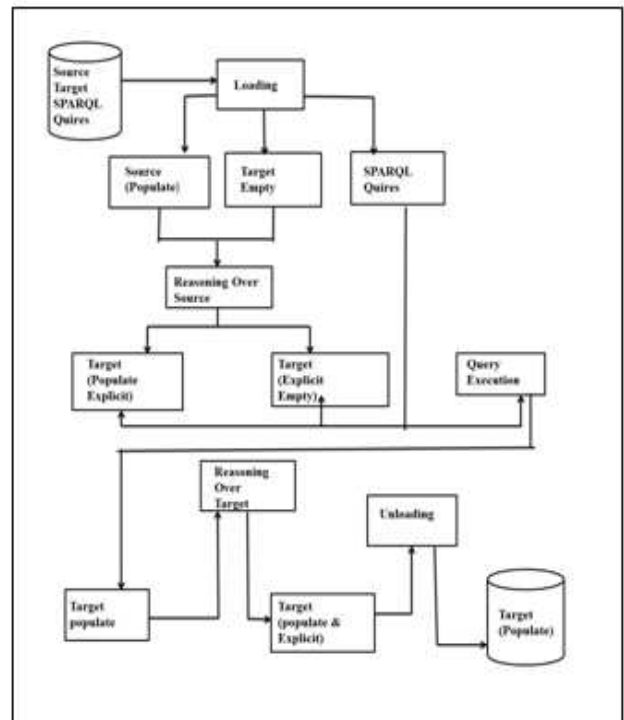 Source
Target
SPARQL
Quires
Loading
Source
(Populate)
Target
Empty
SPARQL
Quires
Reasoning Over
Source
Target
(Populate
Explicit)
Target
(Explicit
Empty)
Query
Execution
Reasoning
Over
Target
Unloading
Target
populate
Target
(populate &
Explicit)
Target
(Populate)